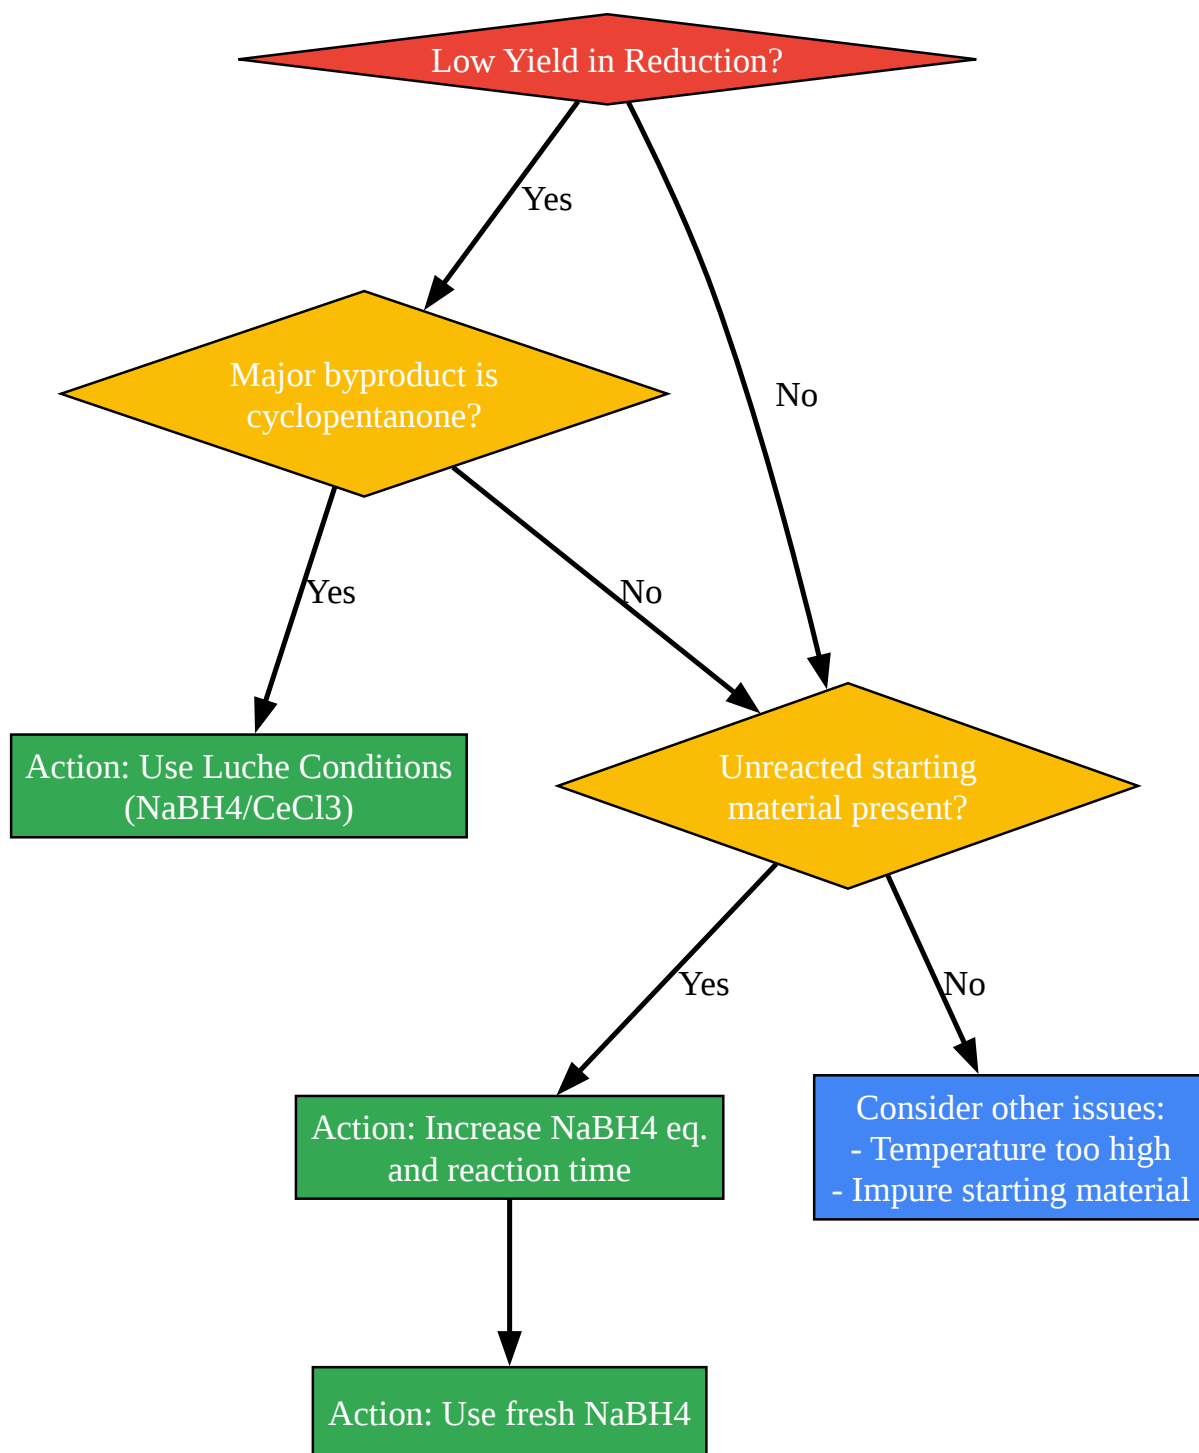 Low Yield in Reduction?
Yes
No
Major byproduct is
cyclopentanone?
Yes
No
Action: Use Luche Conditions
(NaBH4/CeCl3)
Unreacted starting
material present?
Yes
No
Action: Increase NaBH4 eq.
and reaction time
Consider other issues:
- Temperature too high
- Impure starting material
Action: Use fresh NaBH4